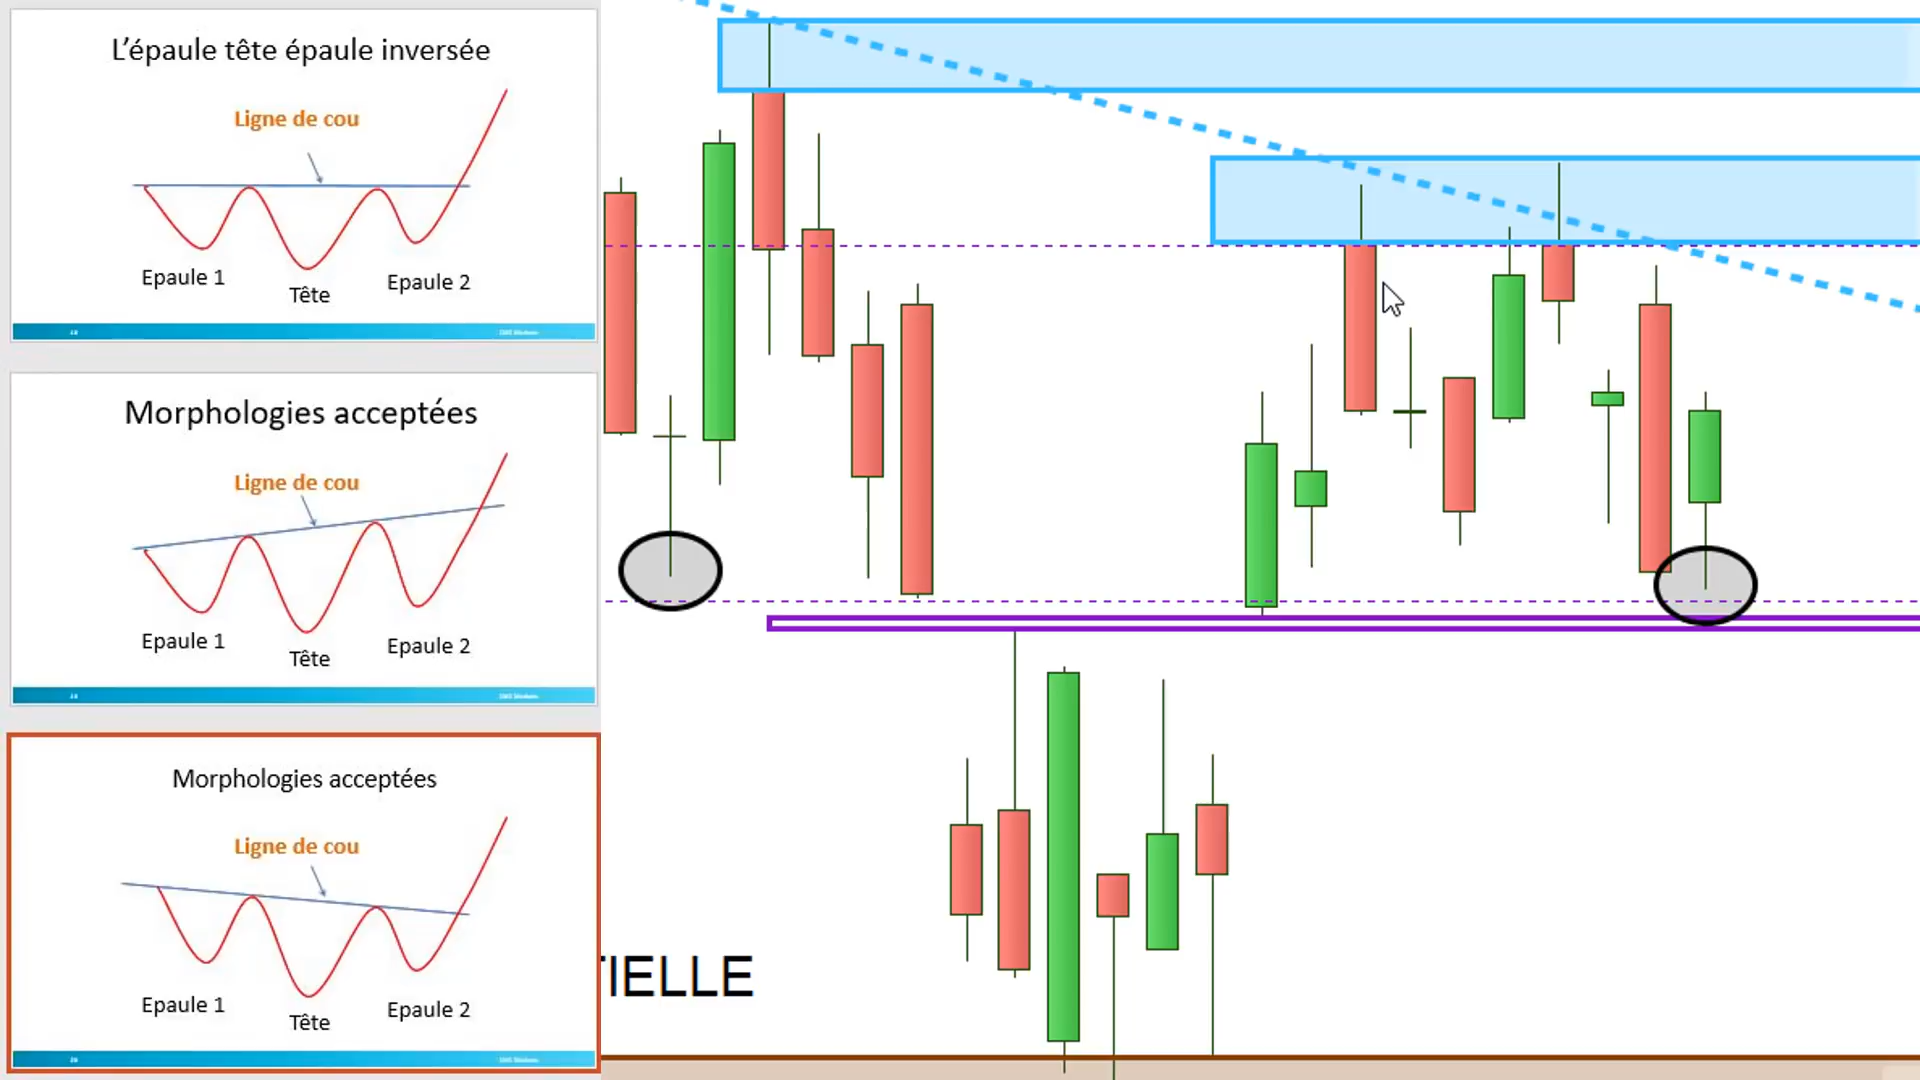 L'épaule tête épaule inversée
Ligne de cou
Epaule 1
Tête
Epaule 2
Morphologies acceptées
Ligne de cou
Epaule 1
Tête
Epaule 2
Morphologies acceptées
Ligne de cou
Epaule 1
Tête
Epaule 2
TIELLE